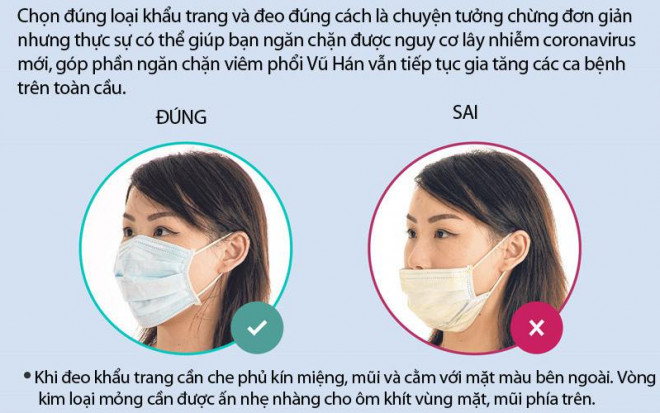 Chọn đúng loại khẩu trang và đeo đúng cách là chuyện tưởng chừng đơn giản
nhưng thực sự có thể giúp bạn ngăn chặn được nguy cơ lây nhiễm coronavirus
mới, góp phần ngăn chặn viêm phổi Vũ Hán vẫn tiếp tục gia tăng các ca bệnh
trên toàn cầu.
ĐÚNG
SAI
• Khi đeo khẩu trang cần che phủ kín miệng, mũi và cằm với mặt màu bên ngoài. Vòng
kim loại mỏng cần được ấn nhẹ nhàng cho ôm khít vùng mặt, mũi phía trên.